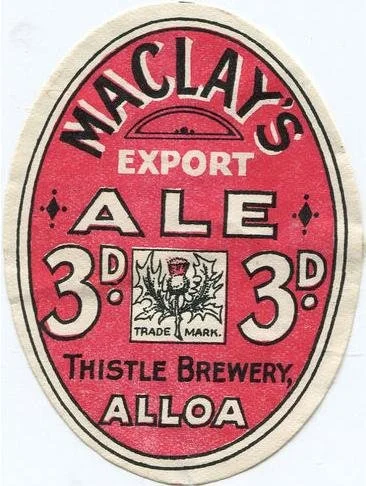 MACLAY'S
EXPORT
ALE
3D. 3D.
TRADE MARK.
THISTLE BREWERY,
ALLOA